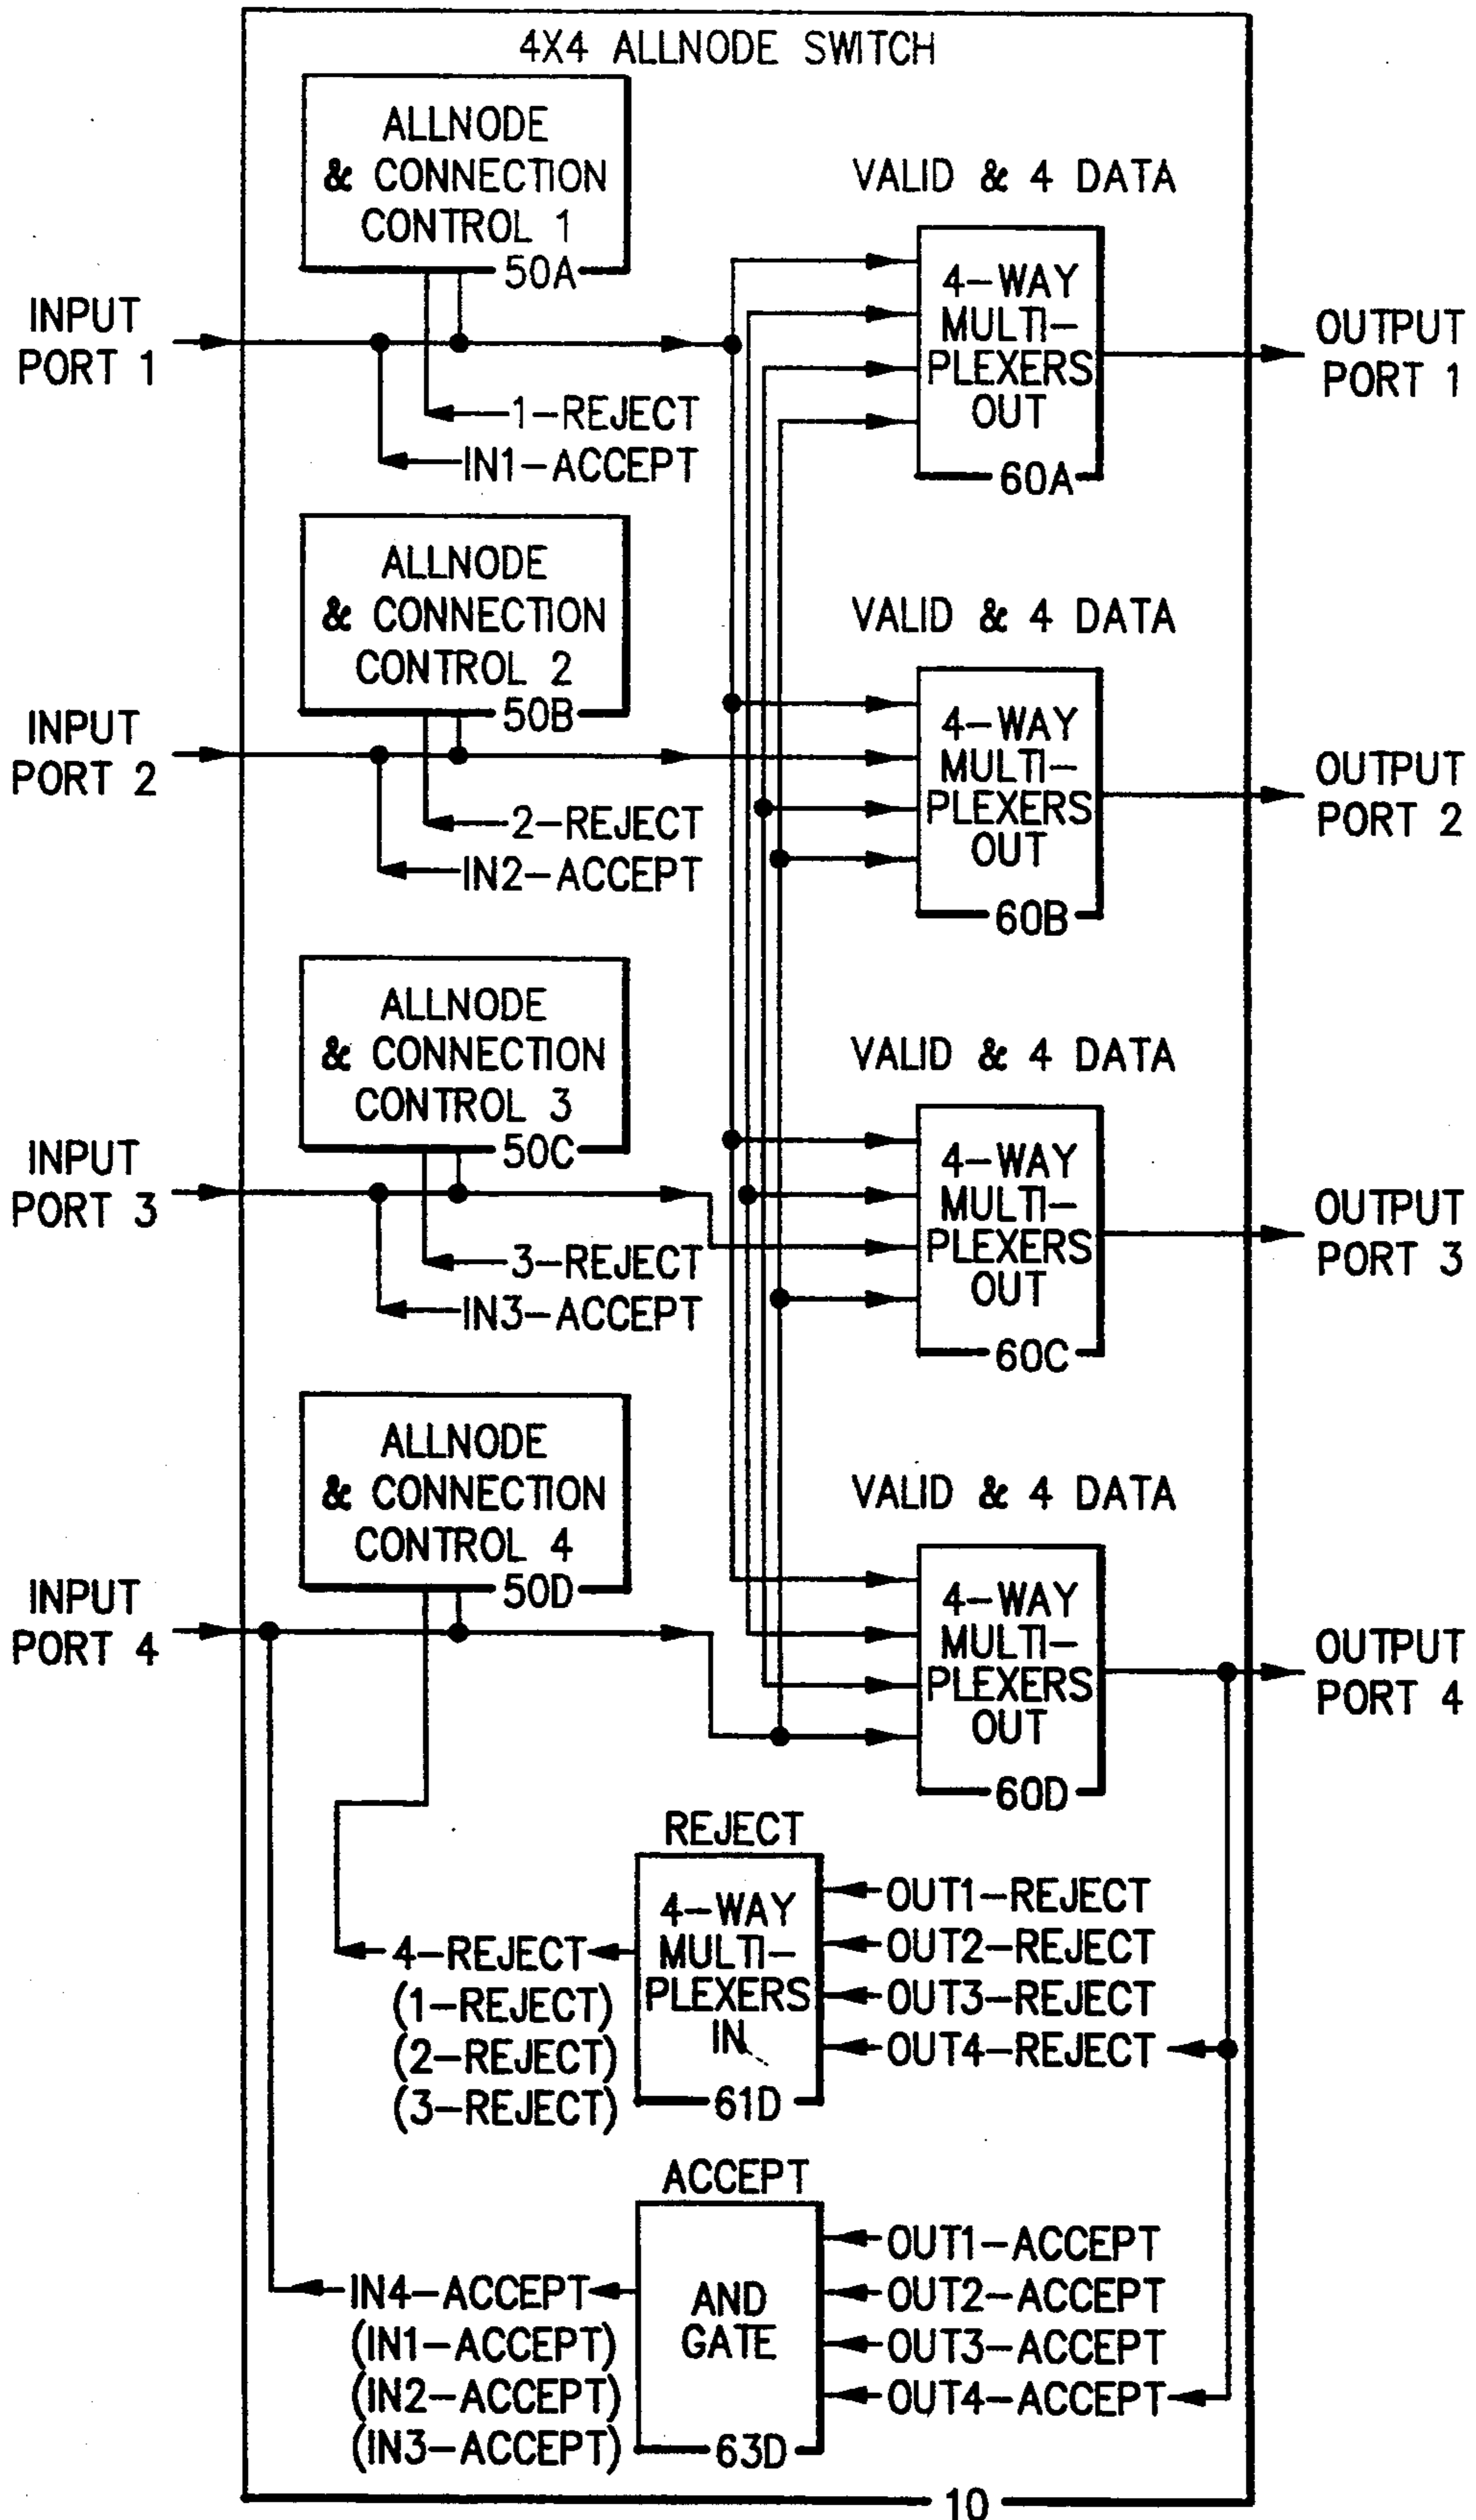 4X4 ALLNODE SWITCH
ALLNODE
& CONNECTION
CONTROL 1
50A
VALID & 4 DATA
4-WAY
MULTI-
PLEXERS
OUT
60A
INPUT
PORT 1
OUTPUT
PORT 1
1-REJECT
IN1-ACCEPT
ALLNODE
& CONNECTION
CONTROL 2
50B
VALID & 4 DATA
4-WAY
MULTI-
PLEXERS
OUT
60B
INPUT
PORT 2
OUTPUT
PORT 2
2-REJECT
IN2-ACCEPT
ALLNODE
& CONNECTION
CONTROL 3
50C
VALID & 4 DATA
4-WAY
MULTI-
PLEXERS
OUT
60C
INPUT
PORT 3
OUTPUT
PORT 3
3-REJECT
IN3-ACCEPT
ALLNODE
& CONNECTION
CONTROL 4
50D
VALID & 4 DATA
4-WAY
MULTI-
PLEXERS
OUT
60D
INPUT
PORT 4
OUTPUT
PORT 4
REJECT
4-WAY
MULTI-
PLEXERS
IN
61D
OUT1-REJECT
OUT2-REJECT
OUT3-REJECT
OUT4-REJECT
4-REJECT
(1-REJECT)
(2-REJECT)
(3-REJECT)
ACCEPT
AND
GATE
63D
OUT1-ACCEPT
OUT2-ACCEPT
OUT3-ACCEPT
OUT4-ACCEPT
IN4-ACCEPT
(IN1-ACCEPT)
(IN2-ACCEPT)
(IN3-ACCEPT)
10